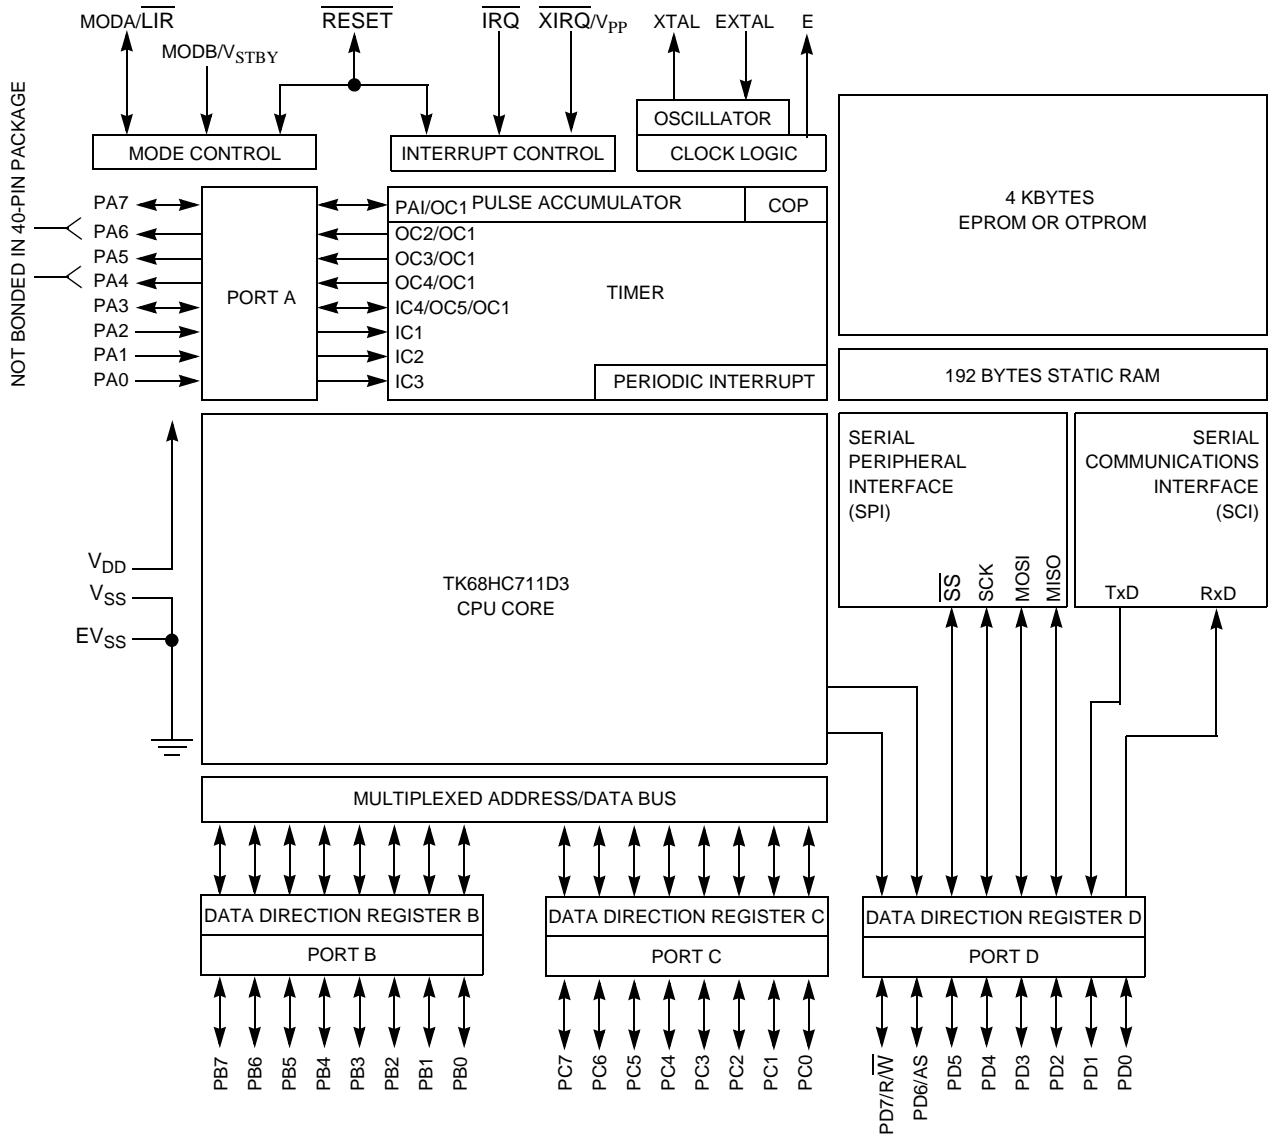 MODA/LIR
RESET
IRQ
XIRQ/VPP
XTAL
EXTAL
E
MODB/VSTBY
OSCILLATOR
MODE CONTROL
INTERRUPT CONTROL
CLOCK LOGIC
NOT BONDED IN 40-PIN PACKAGE
PA7
PA6
PA5
PA4
PA3
PA2
PA1
PA0
PORT A
PAI/OC1
PULSE ACCUMULATOR
COP
OC2/OC1
OC3/OC1
OC4/OC1
IC4/OC5/OC1
IC1
IC2
IC3
TIMER
PERIODIC INTERRUPT
4 KBYTES
EPROM OR OTPROM
192 BYTES STATIC RAM
VDD
VSS
EVSS
TK68HC711D3
CPU CORE
SERIAL
PERIPHERAL
INTERFACE
(SPI)
SERIAL
COMMUNICATIONS
INTERFACE
(SCI)
SS
SCK
MOSI
MISO
TxD
RxD
MULTIPLEXED ADDRESS/DATA BUS
DATA DIRECTION REGISTER B
PORT B
DATA DIRECTION REGISTER C
PORT C
DATA DIRECTION REGISTER D
PORT D
PB7
PB6
PB5
PB4
PB3
PB2
PB1
PB0
PC7
PC6
PC5
PC4
PC3
PC2
PC1
PC0
PD7/R/W
PD6/AS
PD5
PD4
PD3
PD2
PD1
PD0